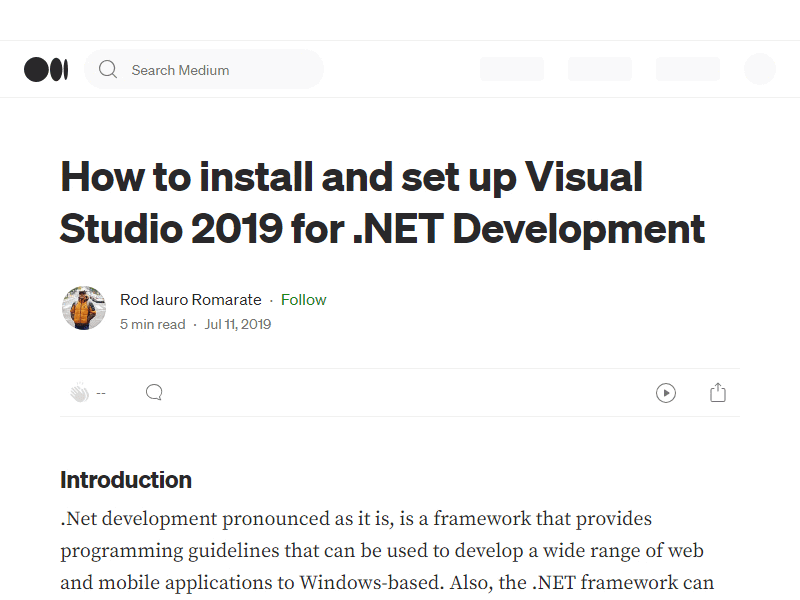 Search Medium
How to install and set up Visual
Studio 2019 for .NET Development
Rod lauro Romarate · Follow
5 min read · Jul 11, 2019
--
Introduction
.Net development pronounced as it is, is a framework that provides
programming guidelines that can be used to develop a wide range of web
and mobile applications to Windows-based. Also, the .NET framework can